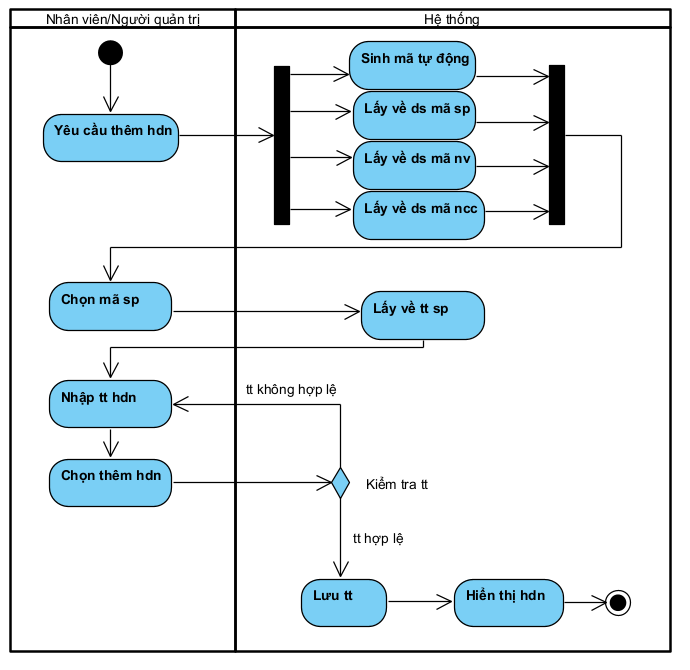 Nhân viên/Người quản trị
Hệ thống
Sinh mã tự động
Yêu cầu thêm hdn
Lấy về ds mã sp
Lấy về ds mã nv
Lấy về ds mã ncc
Chọn mã sp
Lấy về tt sp
Nhập tt hdn
tt không hợp lệ
Chọn thêm hdn
Kiểm tra tt
tt hợp lệ
Lưu tt
Hiển thị hdn